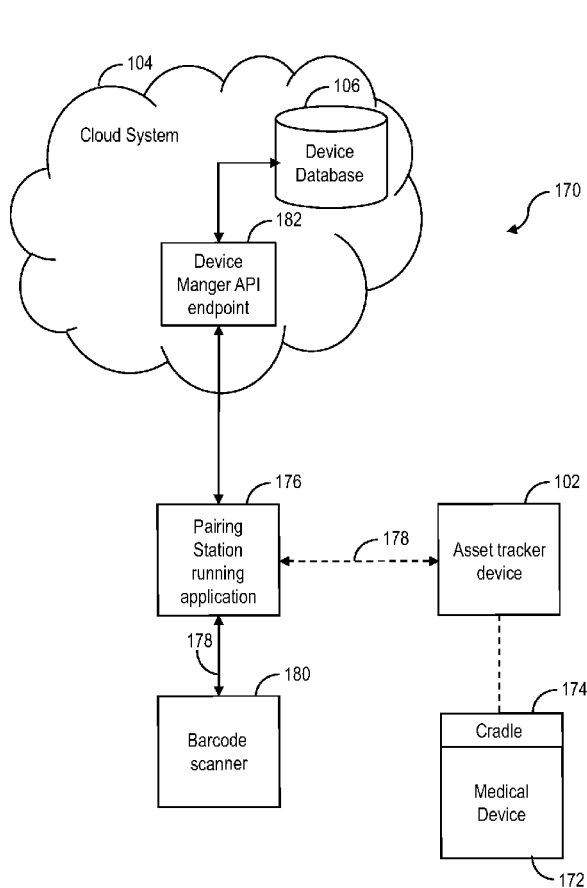 104
106
Cloud System
Device
Database
170
182
Device
Manger API
endpoint
176
102
Pairing
Station
running
application
178
Asset tracker
device
178
180
174
Barcode
scanner
Cradle
Medical
Device
172